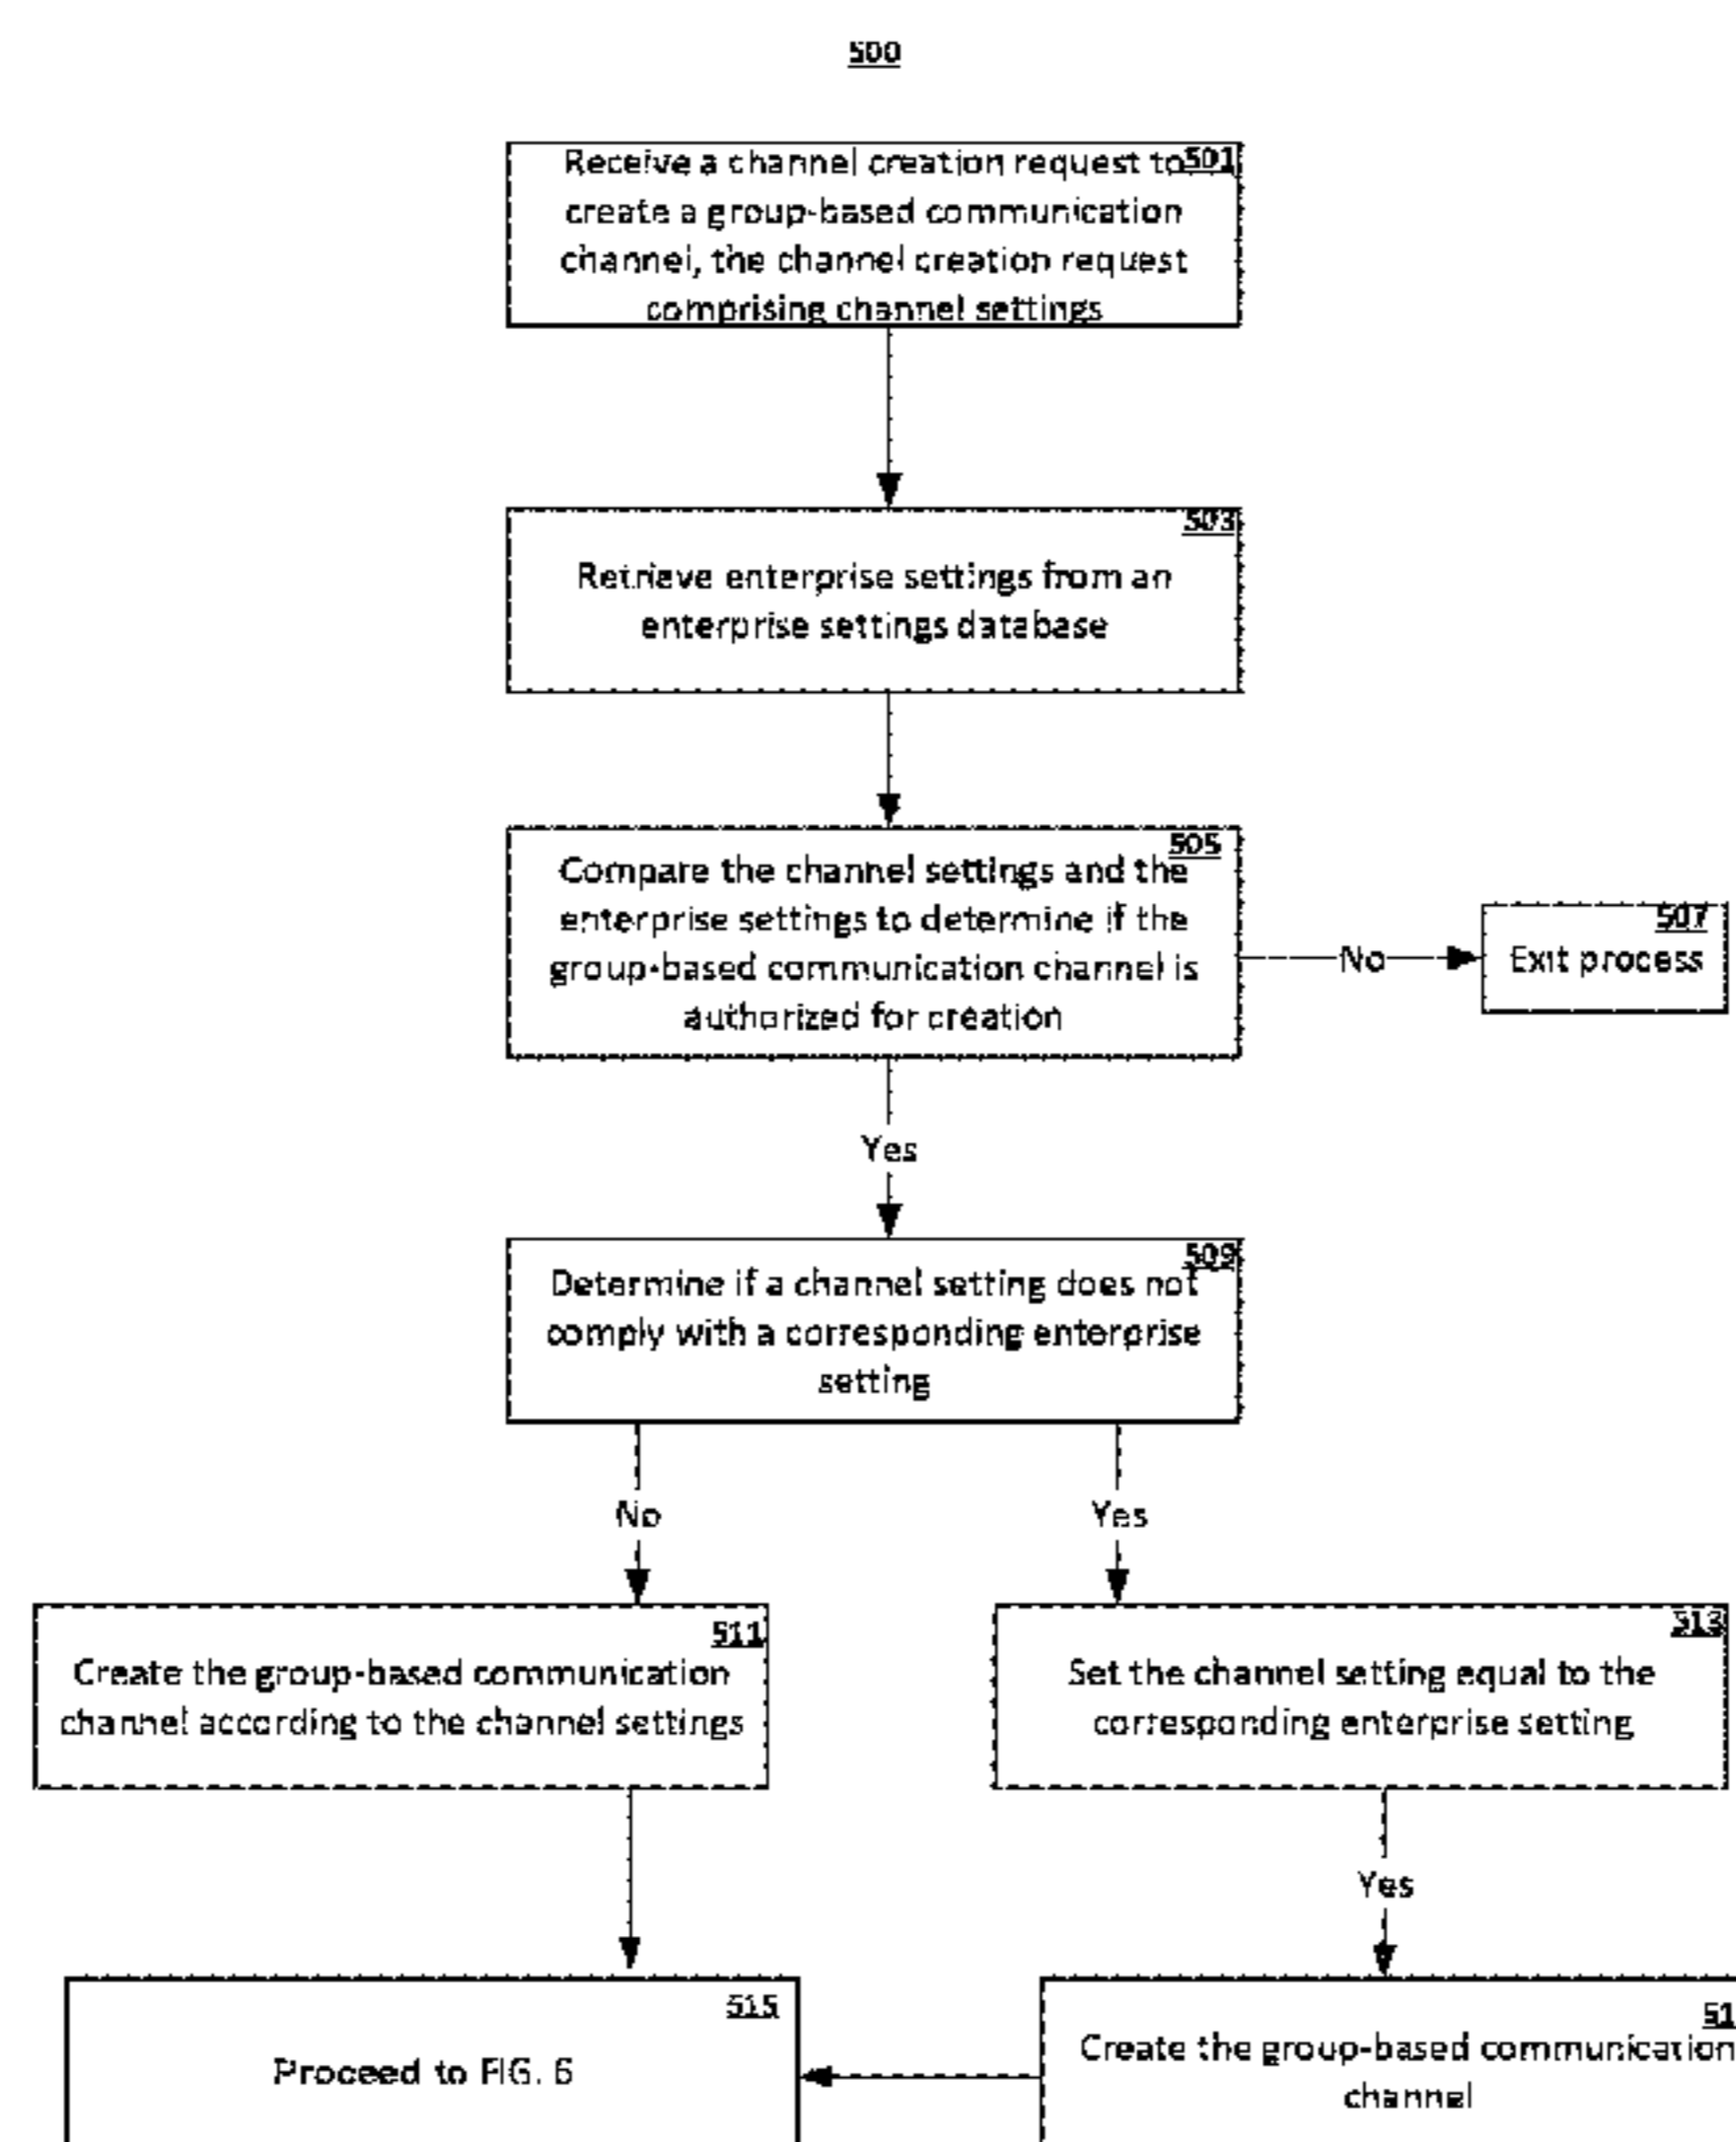 500
501
Receive a channel creation request to
create a group-based communication
channel, the channel creation request
comprising channel settings
503
Retrieve enterprise settings from an
enterprise settings database
505
Compare the channel settings and the
enterprise settings to determine if the
group-based communication channel is
authorized for creation
No
507
Exit process
Yes
509
Determine if a channel setting does not
comply with a corresponding enterprise
setting
No
Yes
511
Create the group-based communication
channel according to the channel settings
513
Set the channel setting equal to the
corresponding enterprise setting
Yes
515
Proceed to FIG. 6
Create the group-based communication
channel